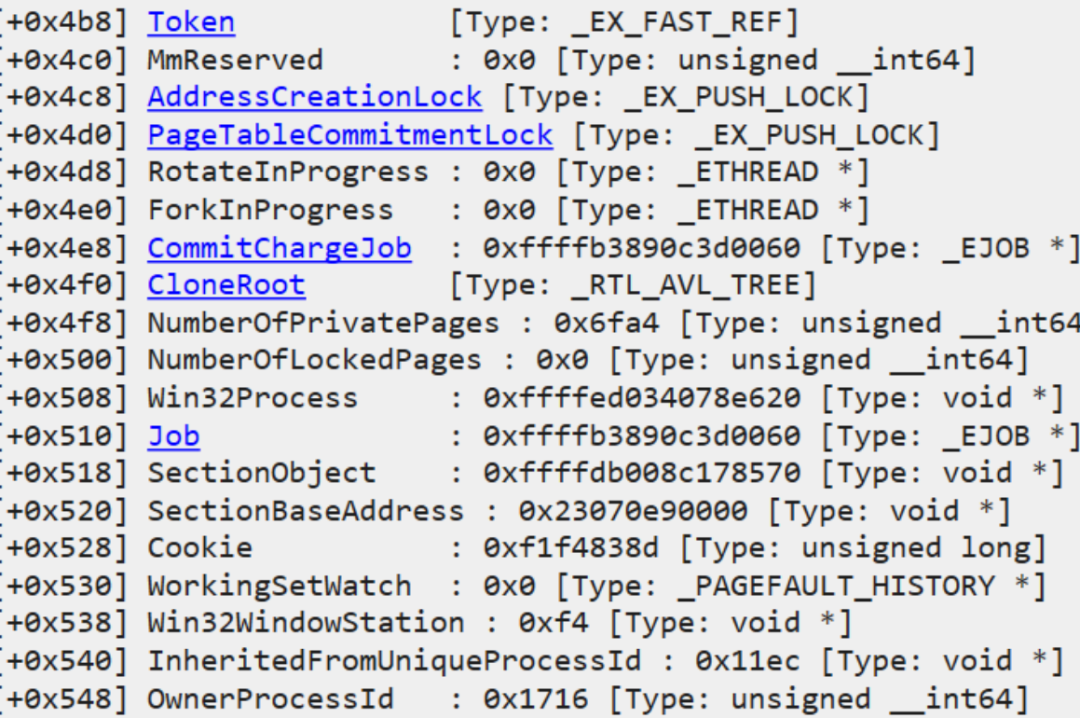 [+0x4b8] Token [Type: _EX_FAST_REF]
[+0x4c0] MmReserved : 0x0 [Type: unsigned __int64]
[+0x4c8] AddressCreationLock [Type: _EX_PUSH_LOCK]
[+0x4d0] PageTableCommitmentLock [Type: _EX_PUSH_LOCK]
[+0x4d8] RotateInProgress : 0x0 [Type: _ETHREAD *]
[+0x4e0] ForkInProgress : 0x0 [Type: _ETHREAD *]
[+0x4e8] CommitChargeJob : 0xffffb3890c3d0060 [Type: _EJOB *]
[+0x4f0] CloneRoot [Type: _RTL_AVL_TREE]
[+0x4f8] NumberOfPrivatePages : 0x6fa4 [Type: unsigned __int64
[+0x500] NumberOfLockedPages : 0x0 [Type: unsigned __int64]
[+0x508] Win32Process : 0xffffed034078e620 [Type: void *]
[+0x510] Job : 0xffffb3890c3d0060 [Type: _EJOB *]
[+0x518] SectionObject : 0xffffdb008c178570 [Type: void *]
[+0x520] SectionBaseAddress : 0x23070e90000 [Type: void *]
[+0x528] Cookie : 0xf1f4838d [Type: unsigned long]
[+0x530] WorkingSetWatch : 0x0 [Type: _PAGEFAULT_HISTORY *]
[+0x538] Win32WindowStation : 0xf4 [Type: void *]
[+0x540] InheritedFromUniqueProcessId : 0x11ec [Type: void *]
[+0x548] OwnerProcessId : 0x1716 [Type: unsigned __int64]